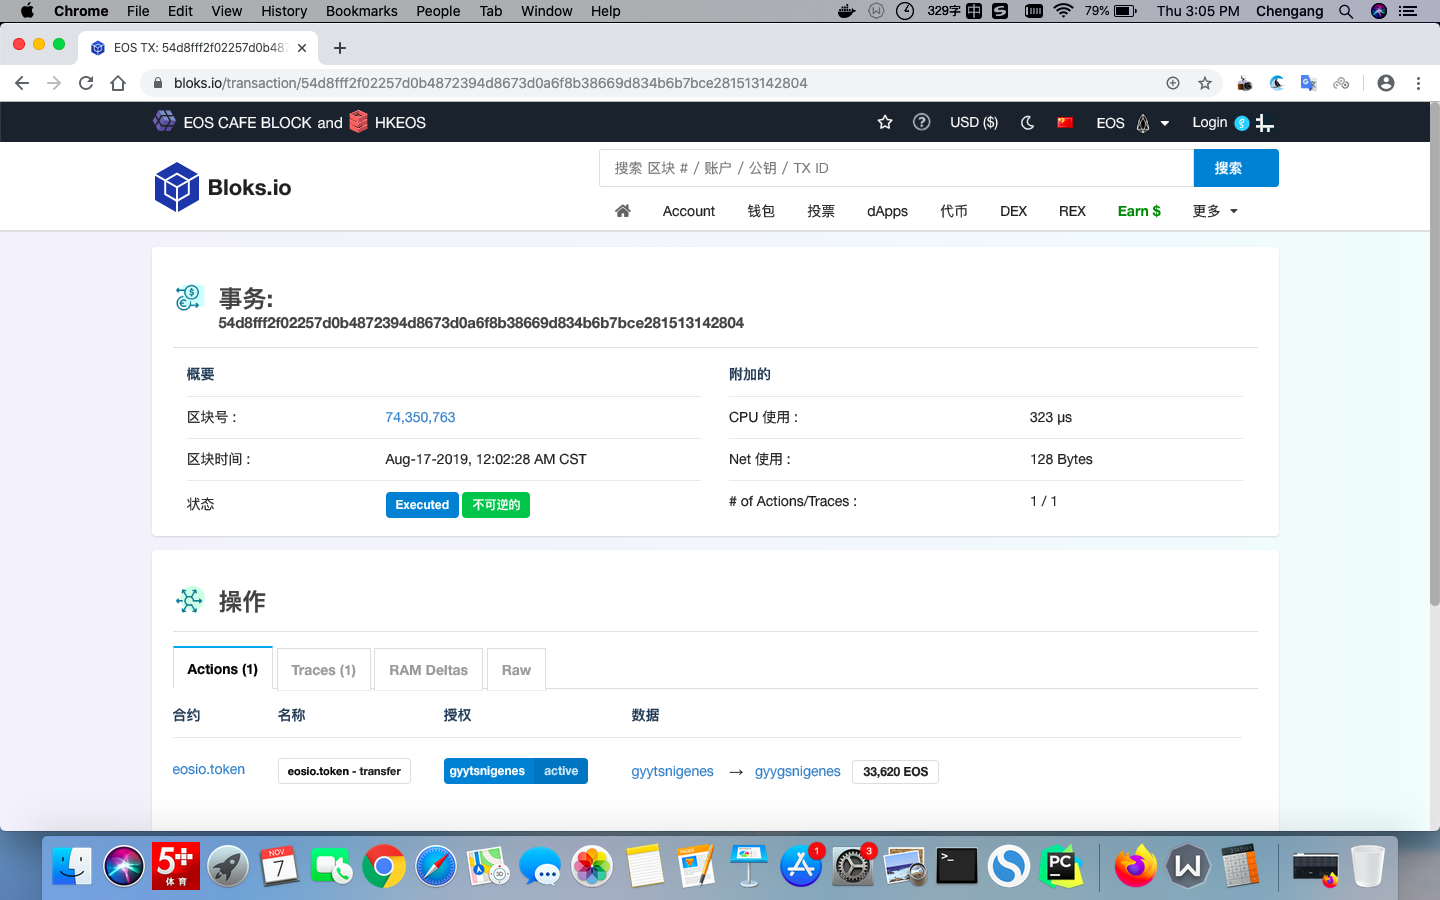 Chrome File Edit View History Bookmarks People Tab Window Help 329字 中 S 79% Thu 3:05 PM Chengang
EOS TX: 54d8fff2f02257d0b487
bloks.io/transaction/54d8fff2f02257d0b4872394d8673d0a6f8b38669d834b6b7bce281513142804
EOS CAFE BLOCK and HKEOS USD ($) EOS Login
Bloks.io
搜索 区块 # / 账户 / 公钥 / TX ID 搜索
Account 钱包 投票 dApps 代币 DEX REX Earn $ 更多
事务:
54d8fff2f02257d0b4872394d8673d0a6f8b38669d834b6b7bce281513142804
概要 附加的
区块号 : 74,350,763 CPU 使用 : 323 µs
区块时间 : Aug-17-2019, 12:02:28 AM CST Net 使用 : 128 Bytes
状态 Executed 不可逆的 # of Actions/Traces : 1 / 1
操作
Actions (1) Traces (1) RAM Deltas Raw
合约 名称 授权 数据
eosio.token eosio.token - transfer gyytsnigenes active gyytsnigenes → gyygsnigenes 33,620 EOS
5+ 体育 NOV 7 3D PAGES 1 3 >_ S PC W